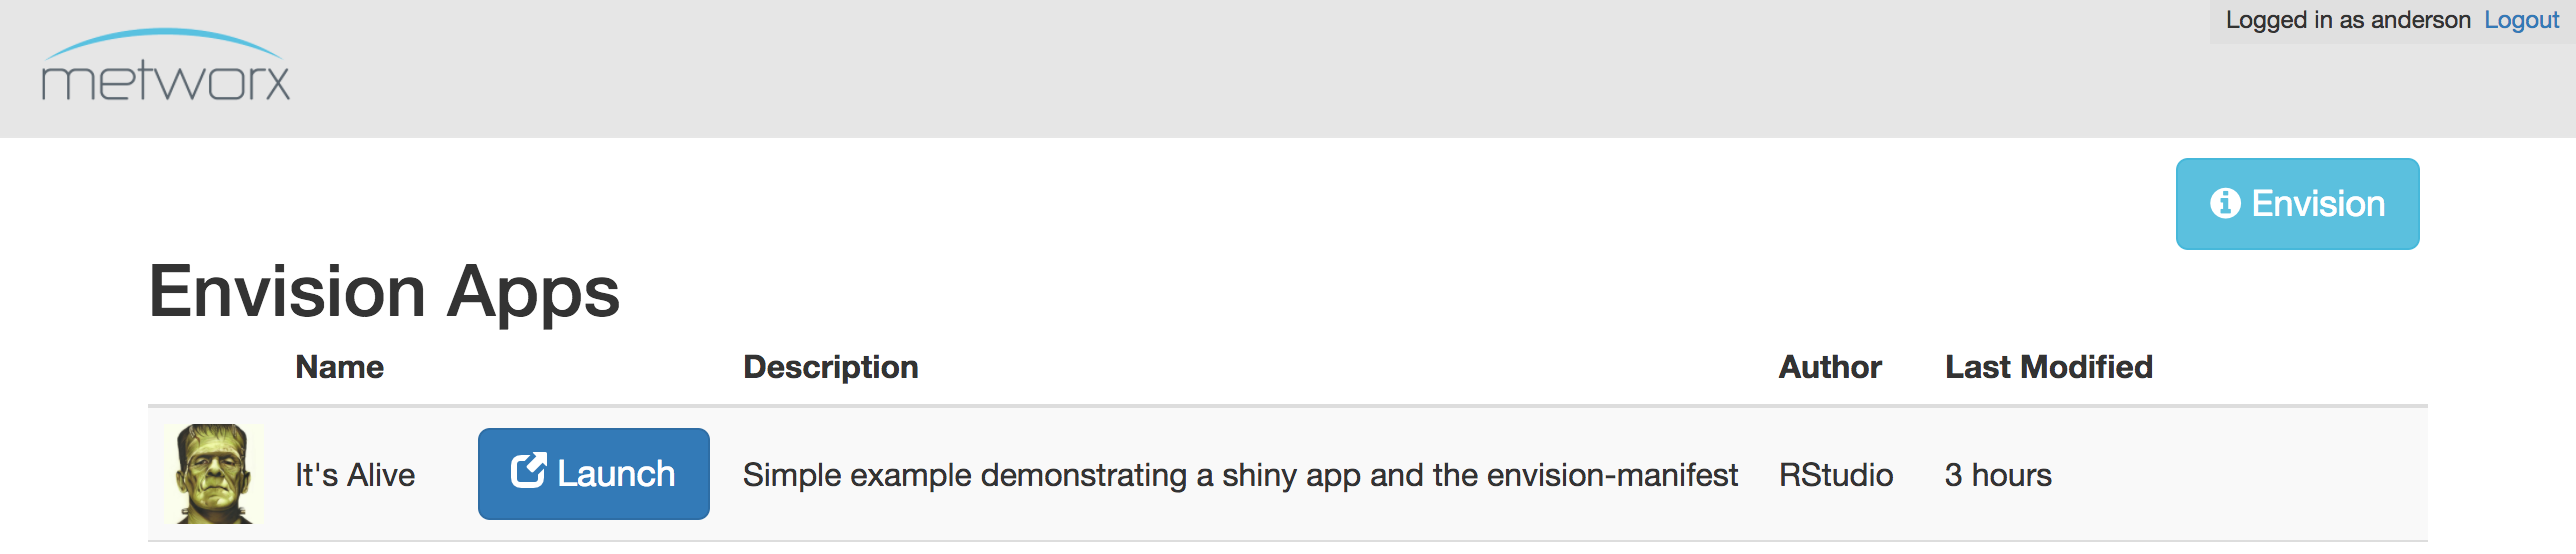 metworx
Logged in as anderson Logout
Envision
Envision Apps
Name Description Author Last Modified
It's Alive Launch Simple example demonstrating a shiny app and the envision-manifest RStudio 3 hours